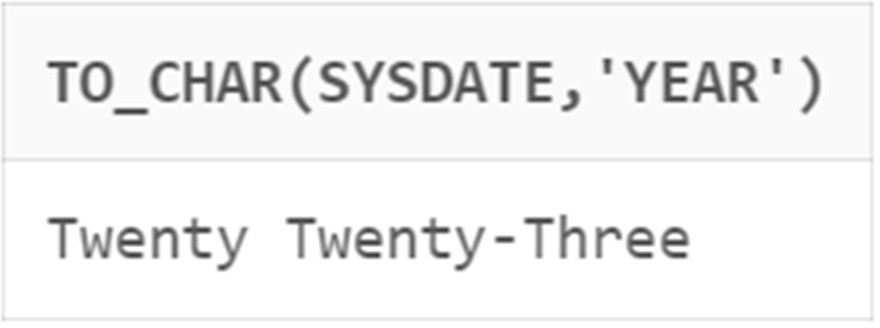 TO_CHAR(SYSDATE,'YEAR')
Twenty Twenty-Three